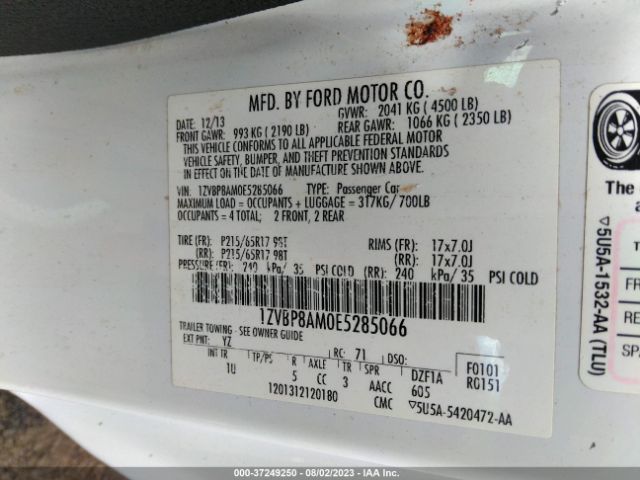 MFD. BY FORD MOTOR CO.
DATE: 12/13 GVWR: 2041 KG ( 4500 LB)
FRONT GAWR: 993 KG ( 2190 LB) REAR GAWR: 1066 KG ( 2350 LB)
THIS VEHICLE CONFORMS TO ALL APPLICABLE FEDERAL MOTOR
VEHICLE SAFETY, BUMPER, AND THEFT PREVENTION STANDARDS
IN EFFECT ON THE DATE OF MANUFACTURE SHOWN ABOVE.
VIN: 1ZVBP8AM0E5285066 TYPE: Passenger Car
MAXIMUM LOAD = OCCUPANTS + LUGGAGE = 317KG/ 700LB
OCCUPANTS = 4 TOTAL; 2 FRONT, 2 REAR
TIRE (FR): P215/65R17 98T RIMS (FR): 17x7.0J
(RR): P215/65R17 98T (RR): 17x7.0J
PRESSURE (FR): 240 kPa/ 35 PSI COLD (RR): 240 kPa/ 35 PSI COLD
1ZVBP8AM0E5285066
TRAILER TOWING - SEE OWNER GUIDE
EXT PNT: YZ RC: 71 DSO:
INT TR TP/PS R AXLE TR SPR DZF1A F0101
10 5 CC 3 AACC 605 RG151
1201312120180 CMC ▽5U5A-5420472-AA
The
▽5U5A-1532-AA (TLU)
000-37249250 - 08/02/2023 - IAA Inc.